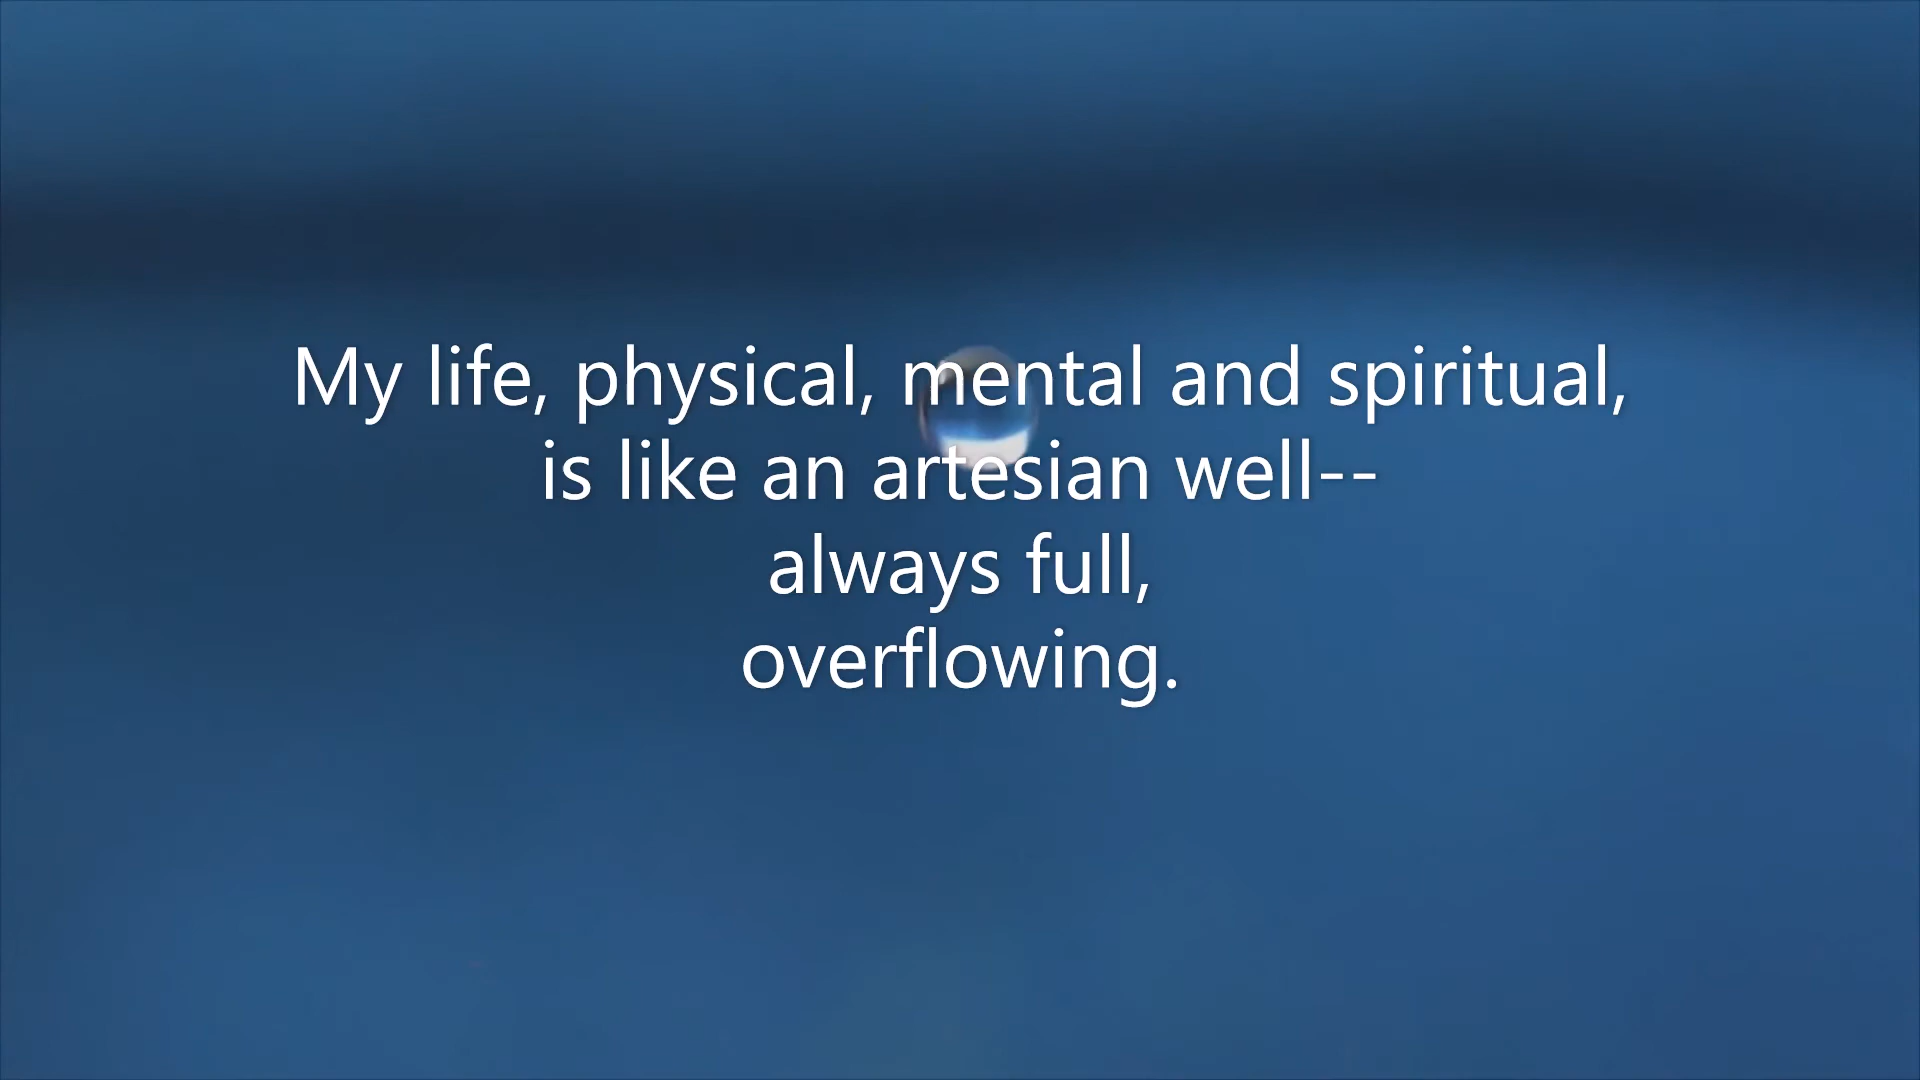 My life, physical, mental and spiritual,
is like an artesian well--
always full,
overflowing.